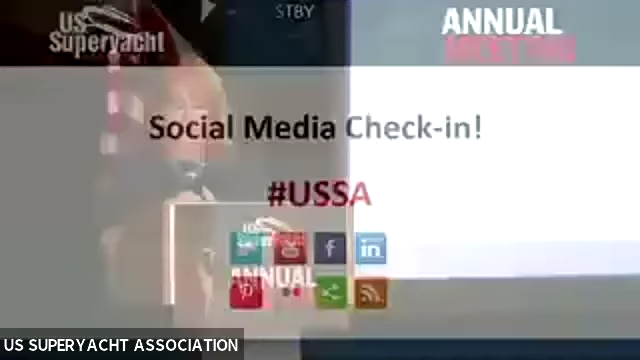 STBY
US
Superyacht
ANNUAL
MEETING
Social Media Check-in!
#USSA
ANNUAL
US SUPERYACHT ASSOCIATION